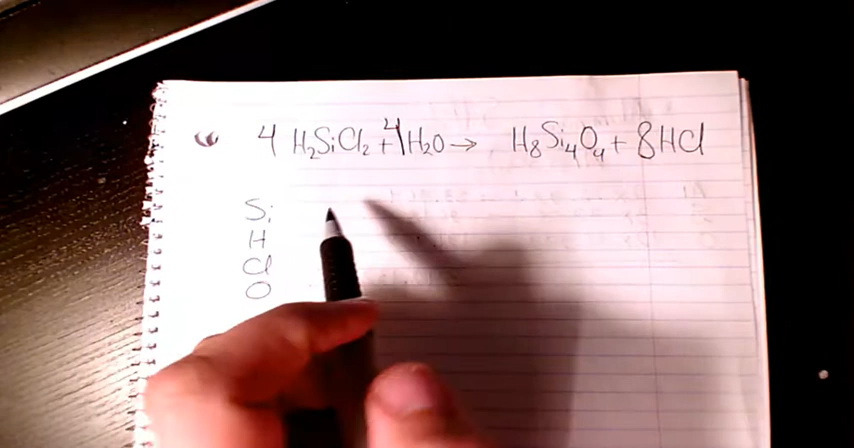 4 H₂SiCl₂ + 4H₂O → H₈Si₄O₄ + 8HCl
Si
H
Cl
O